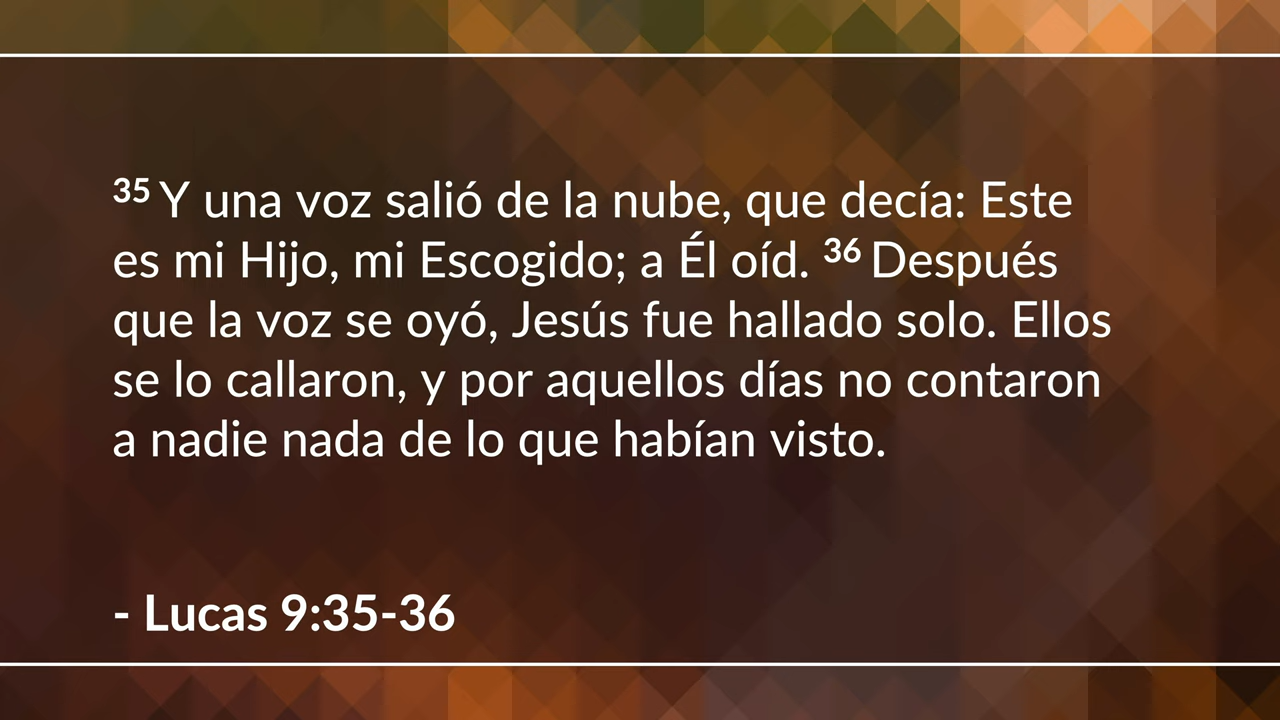 35 Y una voz salió de la nube, que decía: Este
es mi Hijo, mi Escogido; a Él oíd. 36 Después
que la voz se oyó, Jesús fue hallado solo. Ellos
se lo callaron, y por aquellos días no contaron
a nadie nada de lo que habían visto.
- Lucas 9:35-36